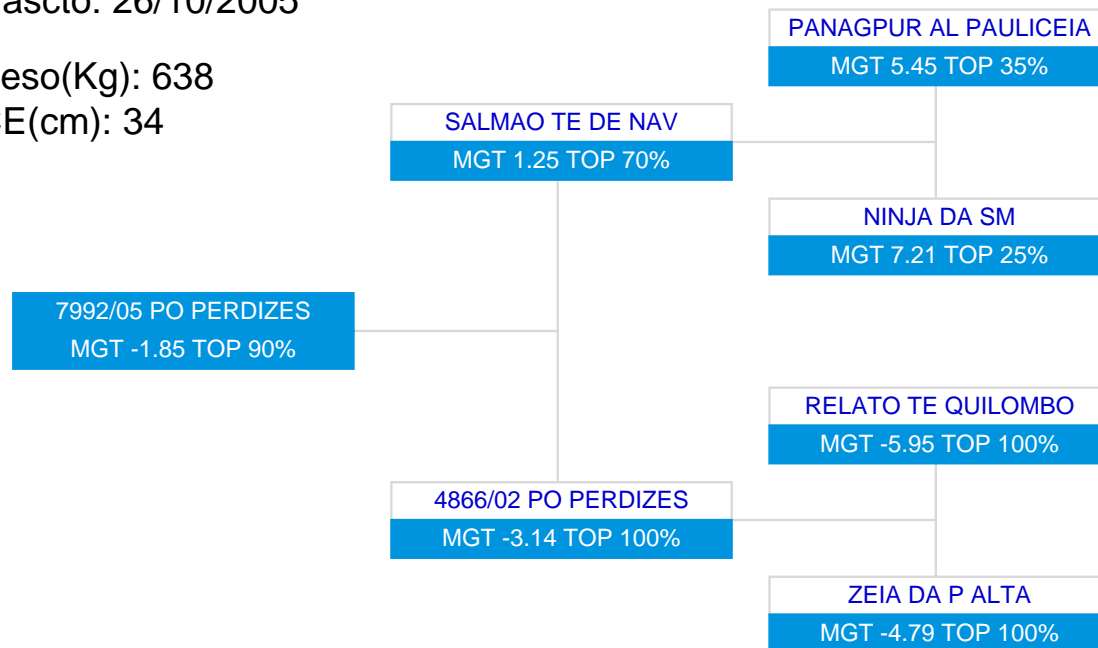 ascto: 26/10/2005
eso(Kg): 638
E(cm): 34
PANAGPUR AL PAULICEIA
MGT 5.45 TOP 35%
SALMAO TE DE NAV
MGT 1.25 TOP 70%
NINJA DA SM
MGT 7.21 TOP 25%
7992/05 PO PERDIZES
MGT -1.85 TOP 90%
RELATO TE QUILOMBO
MGT -5.95 TOP 100%
4866/02 PO PERDIZES
MGT -3.14 TOP 100%
ZEIA DA P ALTA
MGT -4.79 TOP 100%